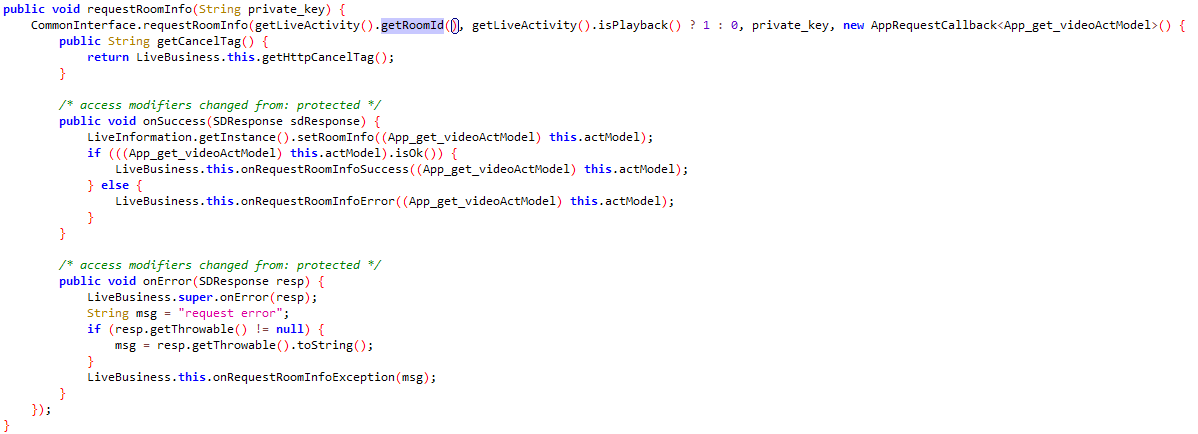 public void requestRoomInfo(String private_key) {
    CommonInterface.requestRoomInfo(getLiveActivity().getRoomId(), getLiveActivity().isPlayback() ? 1 : 0, private_key, new AppRequestCallback<App_get_videoActModel>() {
        public String getCancelTag() {
            return LiveBusiness.this.getHttpCancelTag();
        }

        /* access modifiers changed from: protected */
        public void onSuccess(SDResponse sdResponse) {
            LiveInformation.getInstance().setRoomInfo((App_get_videoActModel) this.actModel);
            if (((App_get_videoActModel) this.actModel).isOk()) {
                LiveBusiness.this.onRequestRoomInfoSuccess((App_get_videoActModel) this.actModel);
            } else {
                LiveBusiness.this.onRequestRoomInfoError((App_get_videoActModel) this.actModel);
            }
        }

        /* access modifiers changed from: protected */
        public void onError(SDResponse resp) {
            LiveBusiness.super.onError(resp);
            String msg = "request error";
            if (resp.getThrowable() != null) {
                msg = resp.getThrowable().toString();
            }
            LiveBusiness.this.onRequestRoomInfoException(msg);
        }
    });
}